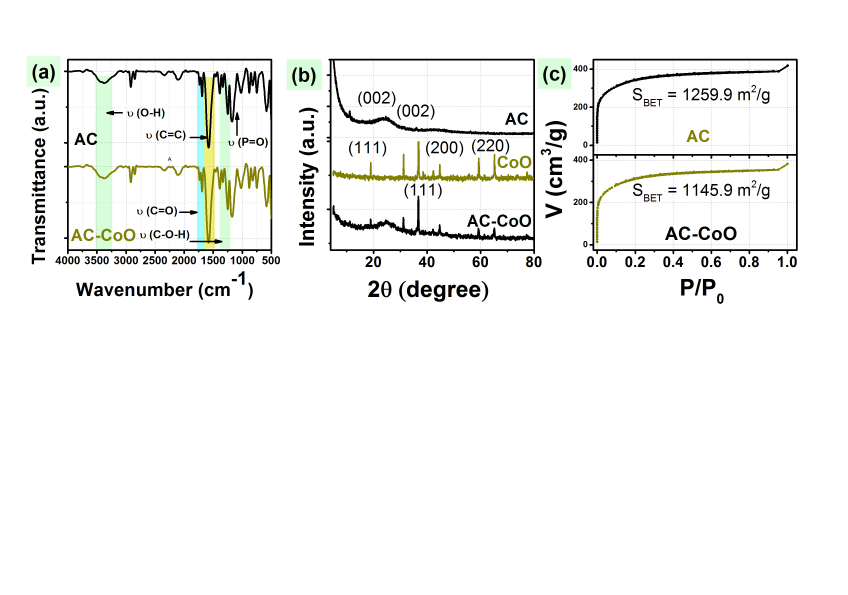 (a)
Transmittance (a.u.)
υ (O-H)
AC
υ (C=C)
υ (P=O)
A
υ (C=O)
AC-CoO
υ (C-O-H)
4000 3500 3000 2500 2000 1500 1000 500
Wavenumber (cm⁻¹)
(b)
Intensity (a.u.)
(002)
(002)
AC
(111) (200) (220)
CoO
(111)
AC-CoO
20 40 60 80
2θ (degree)
(c)
V (cm³/g)
400
200
0
S_BET = 1259.9 m²/g
AC
400
200
0
S_BET = 1145.9 m²/g
AC-CoO
0.0 0.2 0.4 0.6 0.8 1.0
P/P₀